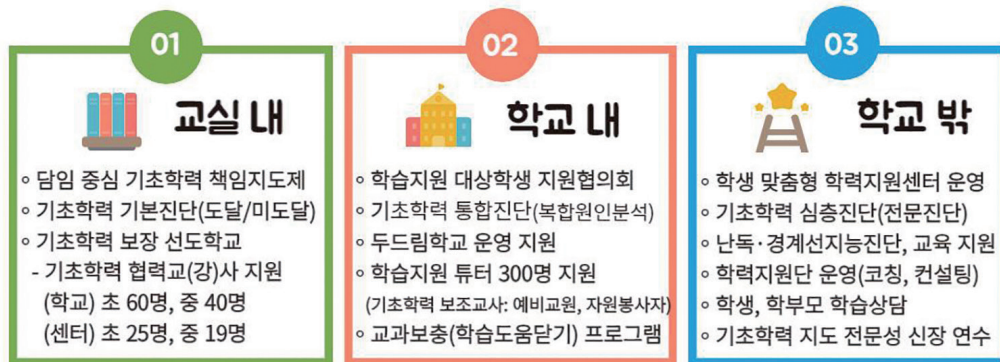 01
교실 내
◦ 담임 중심 기초학력 책임지도제
◦ 기초학력 기본진단(도달/미도달)
◦ 기초학력 보장 선도학교
- 기초학력 협력교(강)사 지원
(학교) 초 60명, 중 40명
(센터) 초 25명, 중 19명
02
학교 내
◦ 학습지원 대상학생 지원협의회
◦ 기초학력 통합진단(복합원인분석)
◦ 두드림학교 운영 지원
◦ 학습지원 튜터 300명 지원
(기초학력 보조교사: 예비교원, 자원봉사자)
◦ 교과보충(학습도움닫기) 프로그램
03
학교 밖
◦ 학생 맞춤형 학력지원센터 운영
◦ 기초학력 심층진단(전문진단)
◦ 난독·경계선지능진단, 교육 지원
◦ 학력지원단 운영(코칭, 컨설팅)
◦ 학생, 학부모 학습상담
◦ 기초학력 지도 전문성 신장 연수